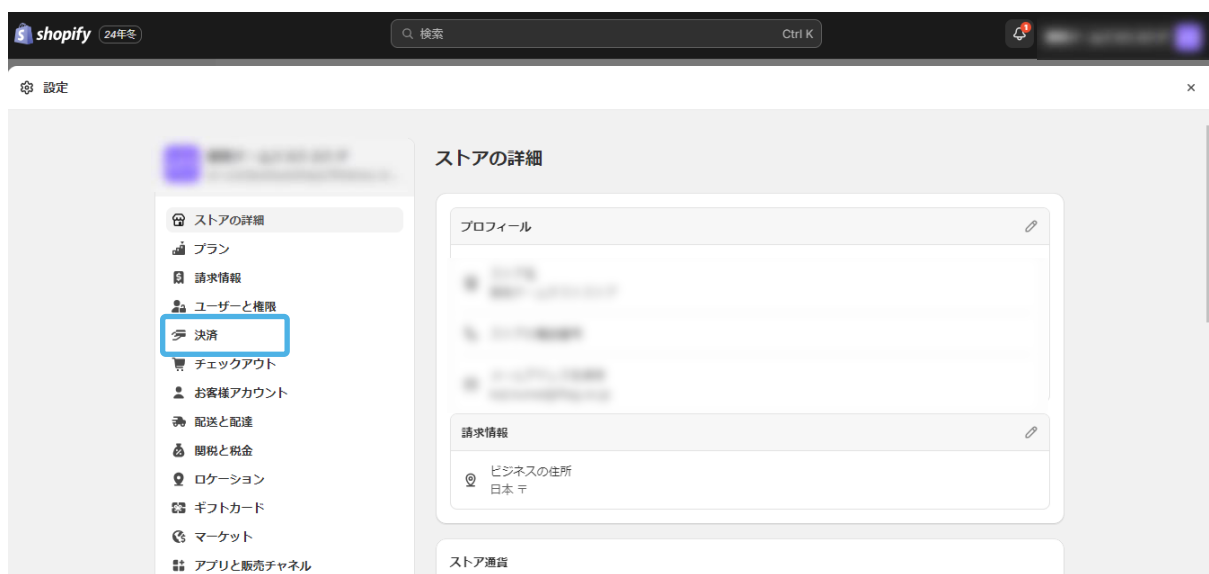 shopify 24年冬
検索
Ctrl K
1
設定
ストアの詳細
プラン
請求情報
ユーザーと権限
決済
チェックアウト
お客様アカウント
配送と配達
関税と税金
ロケーション
ギフトカード
マーケット
アプリと販売チャネル
ストアの詳細
プロフィール
請求情報
ビジネスの住所
日本 〒
ストア通貨